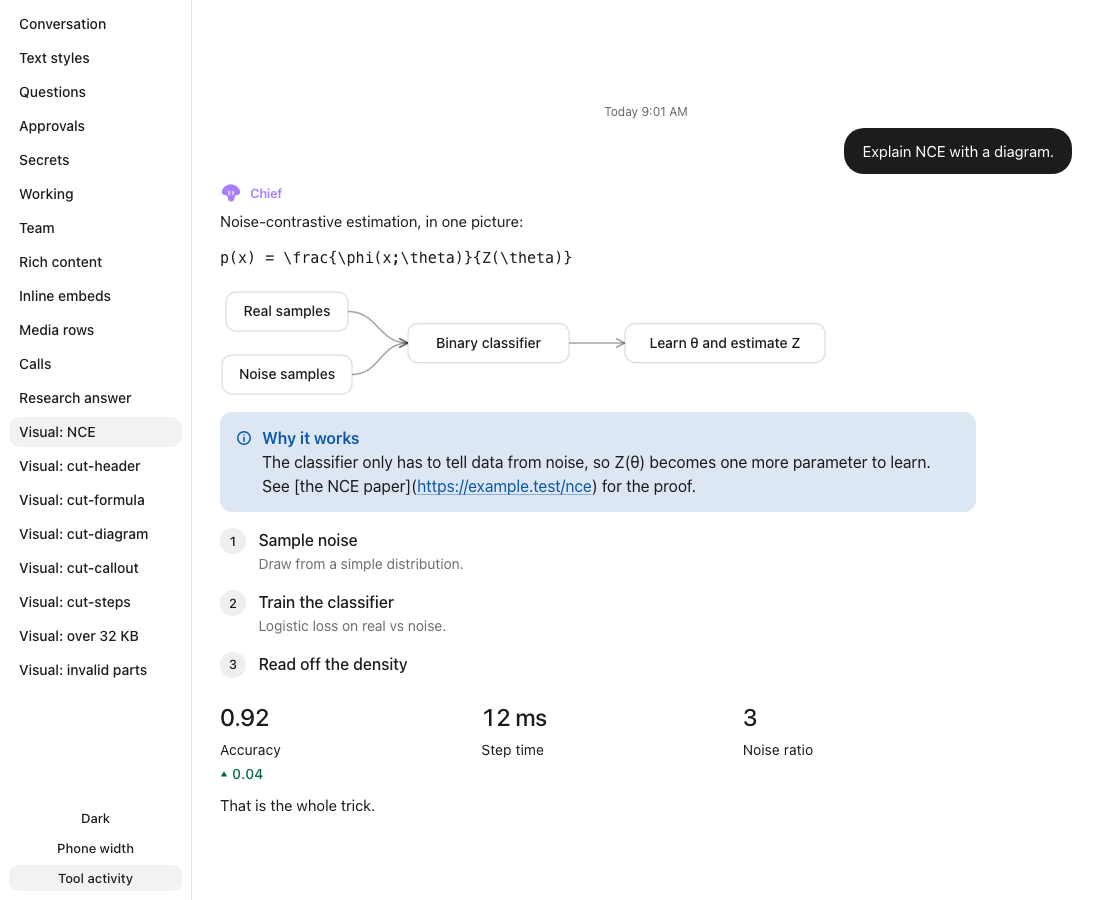 Conversation
Text styles
Questions
Approvals
Secrets
Working
Team
Rich content
Inline embeds
Media rows
Calls
Research answer
Visual: NCE
Visual: cut-header
Visual: cut-formula
Visual: cut-diagram
Visual: cut-callout
Visual: cut-steps
Visual: over 32 KB
Visual: invalid parts
Dark
Phone width
Tool activity
Today 9:01 AM
Explain NCE with a diagram.
Chief
Noise-contrastive estimation, in one picture:
p(x) = \frac{\phi(x;\theta)}{Z(\theta)}
Real samples
Noise samples
Binary classifier
Learn θ and estimate Z
Why it works
The classifier only has to tell data from noise, so Z(θ) becomes one more parameter to learn.
See [the NCE paper](https://example.test/nce) for the proof.
1 Sample noise
Draw from a simple distribution.
2 Train the classifier
Logistic loss on real vs noise.
3 Read off the density
0.92
Accuracy
▲ 0.04
12 ms
Step time
3
Noise ratio
That is the whole trick.